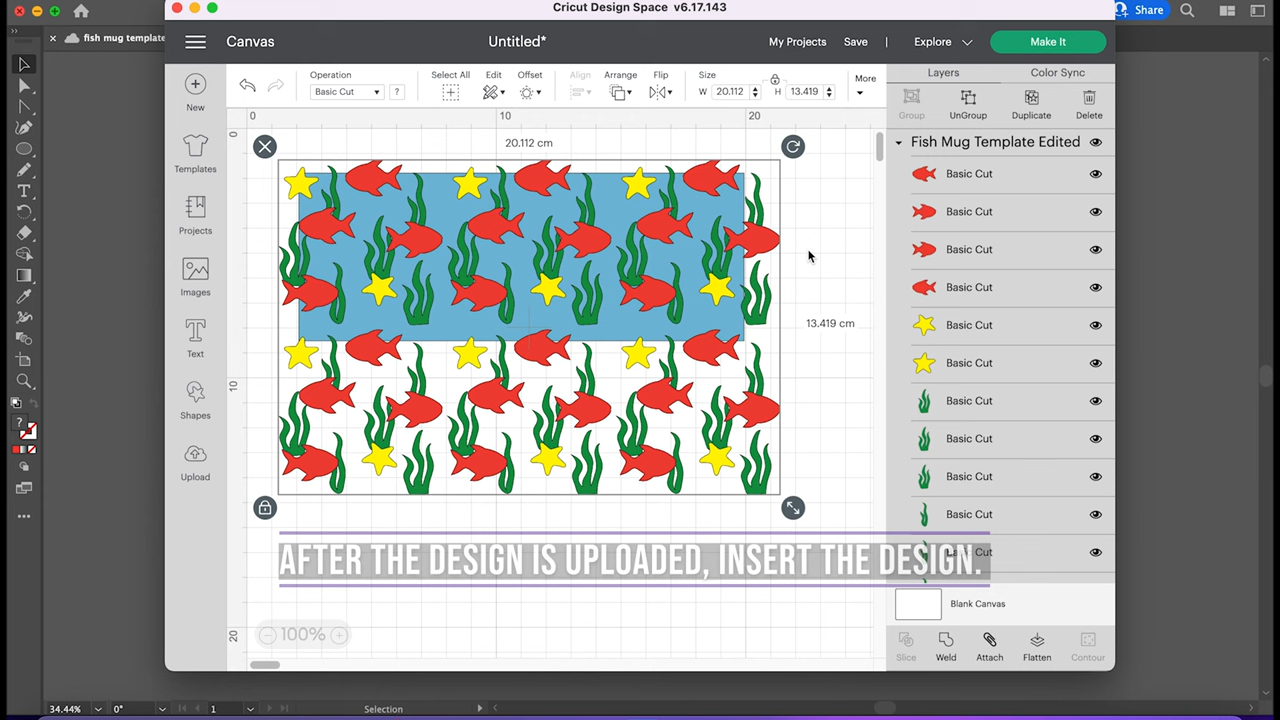 Cricut Design Space v6.17.143
Share
fish mug template
Canvas
Untitled*
My Projects
Save
|
Explore
Make It
Operation
Basic Cut
?
Select All
Edit
Offset
Align
Arrange
Flip
Size
W 20.112
H 13.419
More
Layers
Color Sync
Group
UnGroup
Duplicate
Delete
New
Templates
Projects
Images
Text
Shapes
Upload
0
10
20
0
10
20
20.112 cm
13.419 cm
Fish Mug Template Edited
Basic Cut
Basic Cut
Basic Cut
Basic Cut
Basic Cut
Basic Cut
Basic Cut
Basic Cut
Basic Cut
Basic Cut
AFTER THE DESIGN IS UPLOADED, INSERT THE DESIGN.
Blank Canvas
100%
Slice
Weld
Attach
Flatten
Contour
34.44%
0°
1
Selection